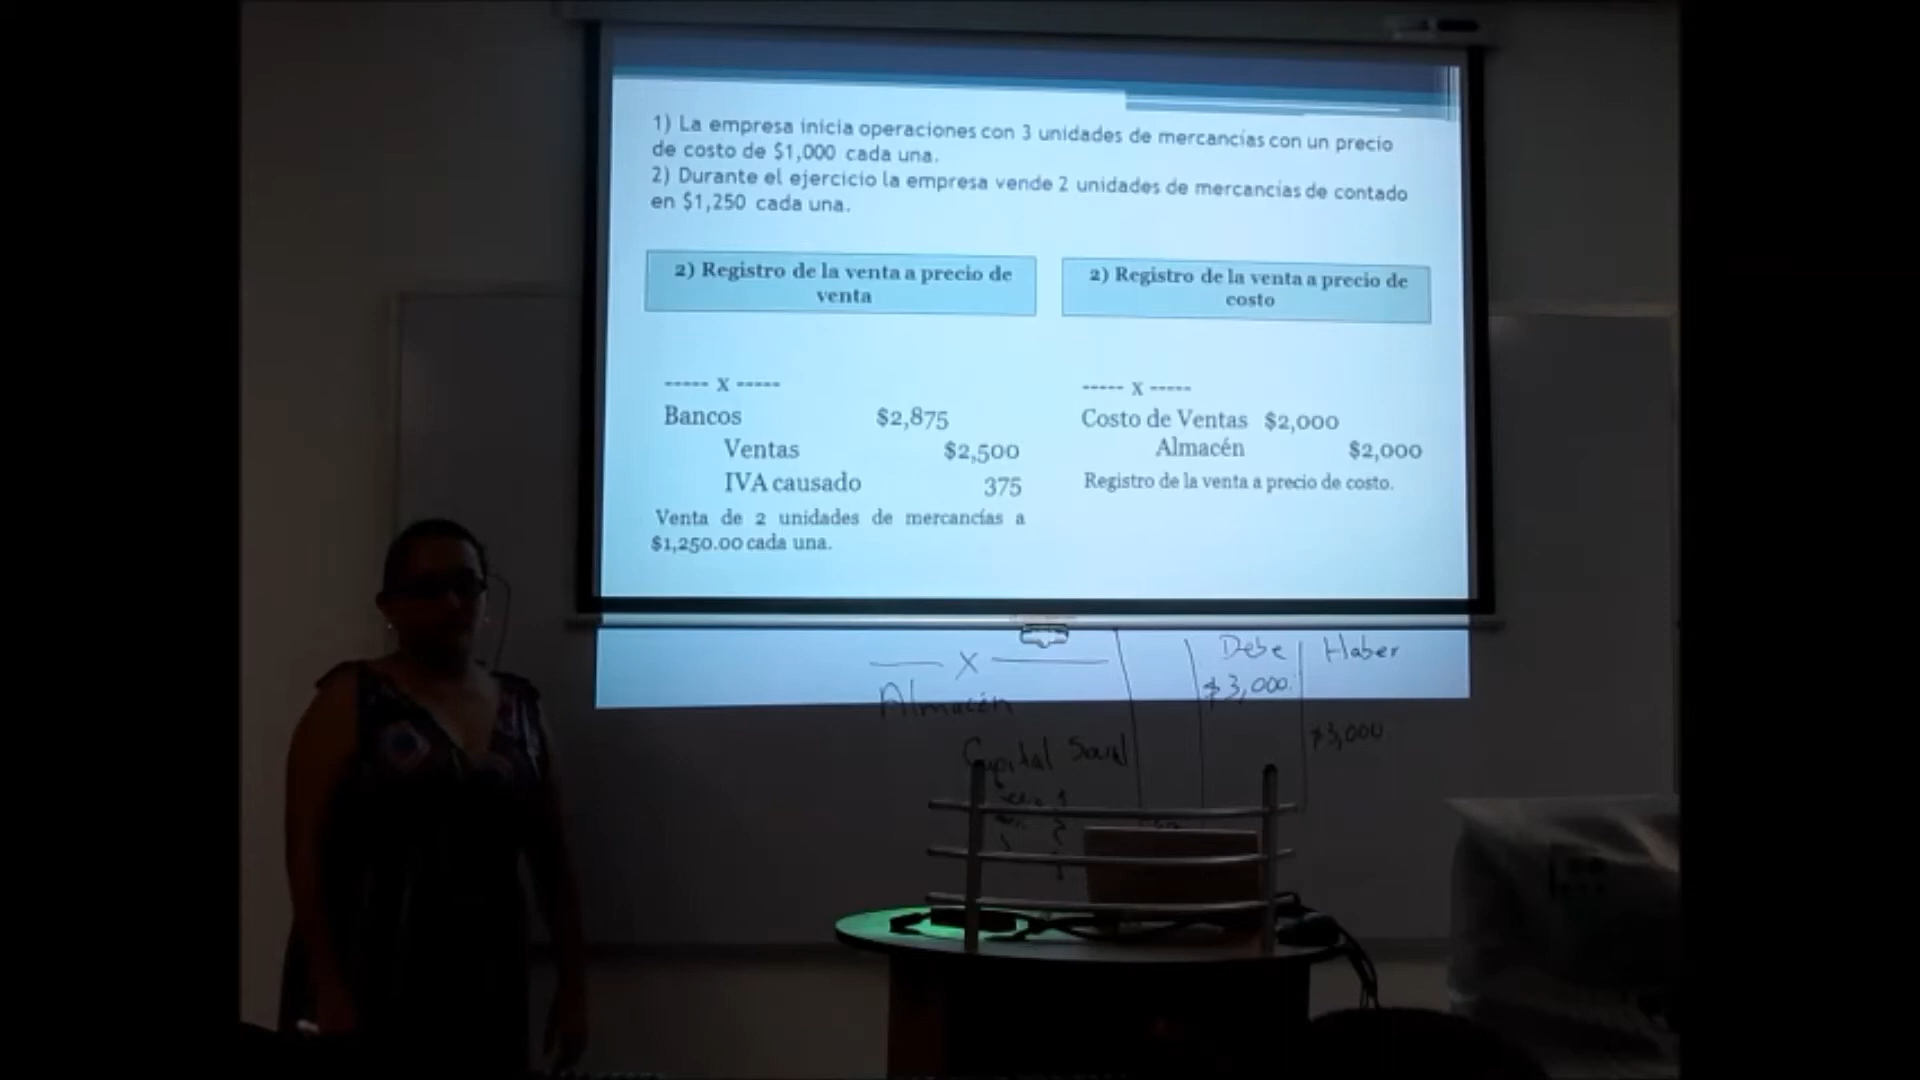 1) La empresa inicia operaciones con 3 unidades de mercancías con un precio
de costo de $1,000 cada una.
2) Durante el ejercicio la empresa vende 2 unidades de mercancías de contado
en $1,250 cada una.
2) Registro de la venta a precio de
venta
----- X -----
Bancos $2,875
Ventas $2,500
IVA causado 375
Venta de 2 unidades de mercancías a
$1,250.00 cada una.
2) Registro de la venta a precio de
costo
----- X -----
Costo de Ventas $2,000
Almacén $2,000
Registro de la venta a precio de costo.
Debe Haber
X
Almacén $3,000.
Capital Social $3,000